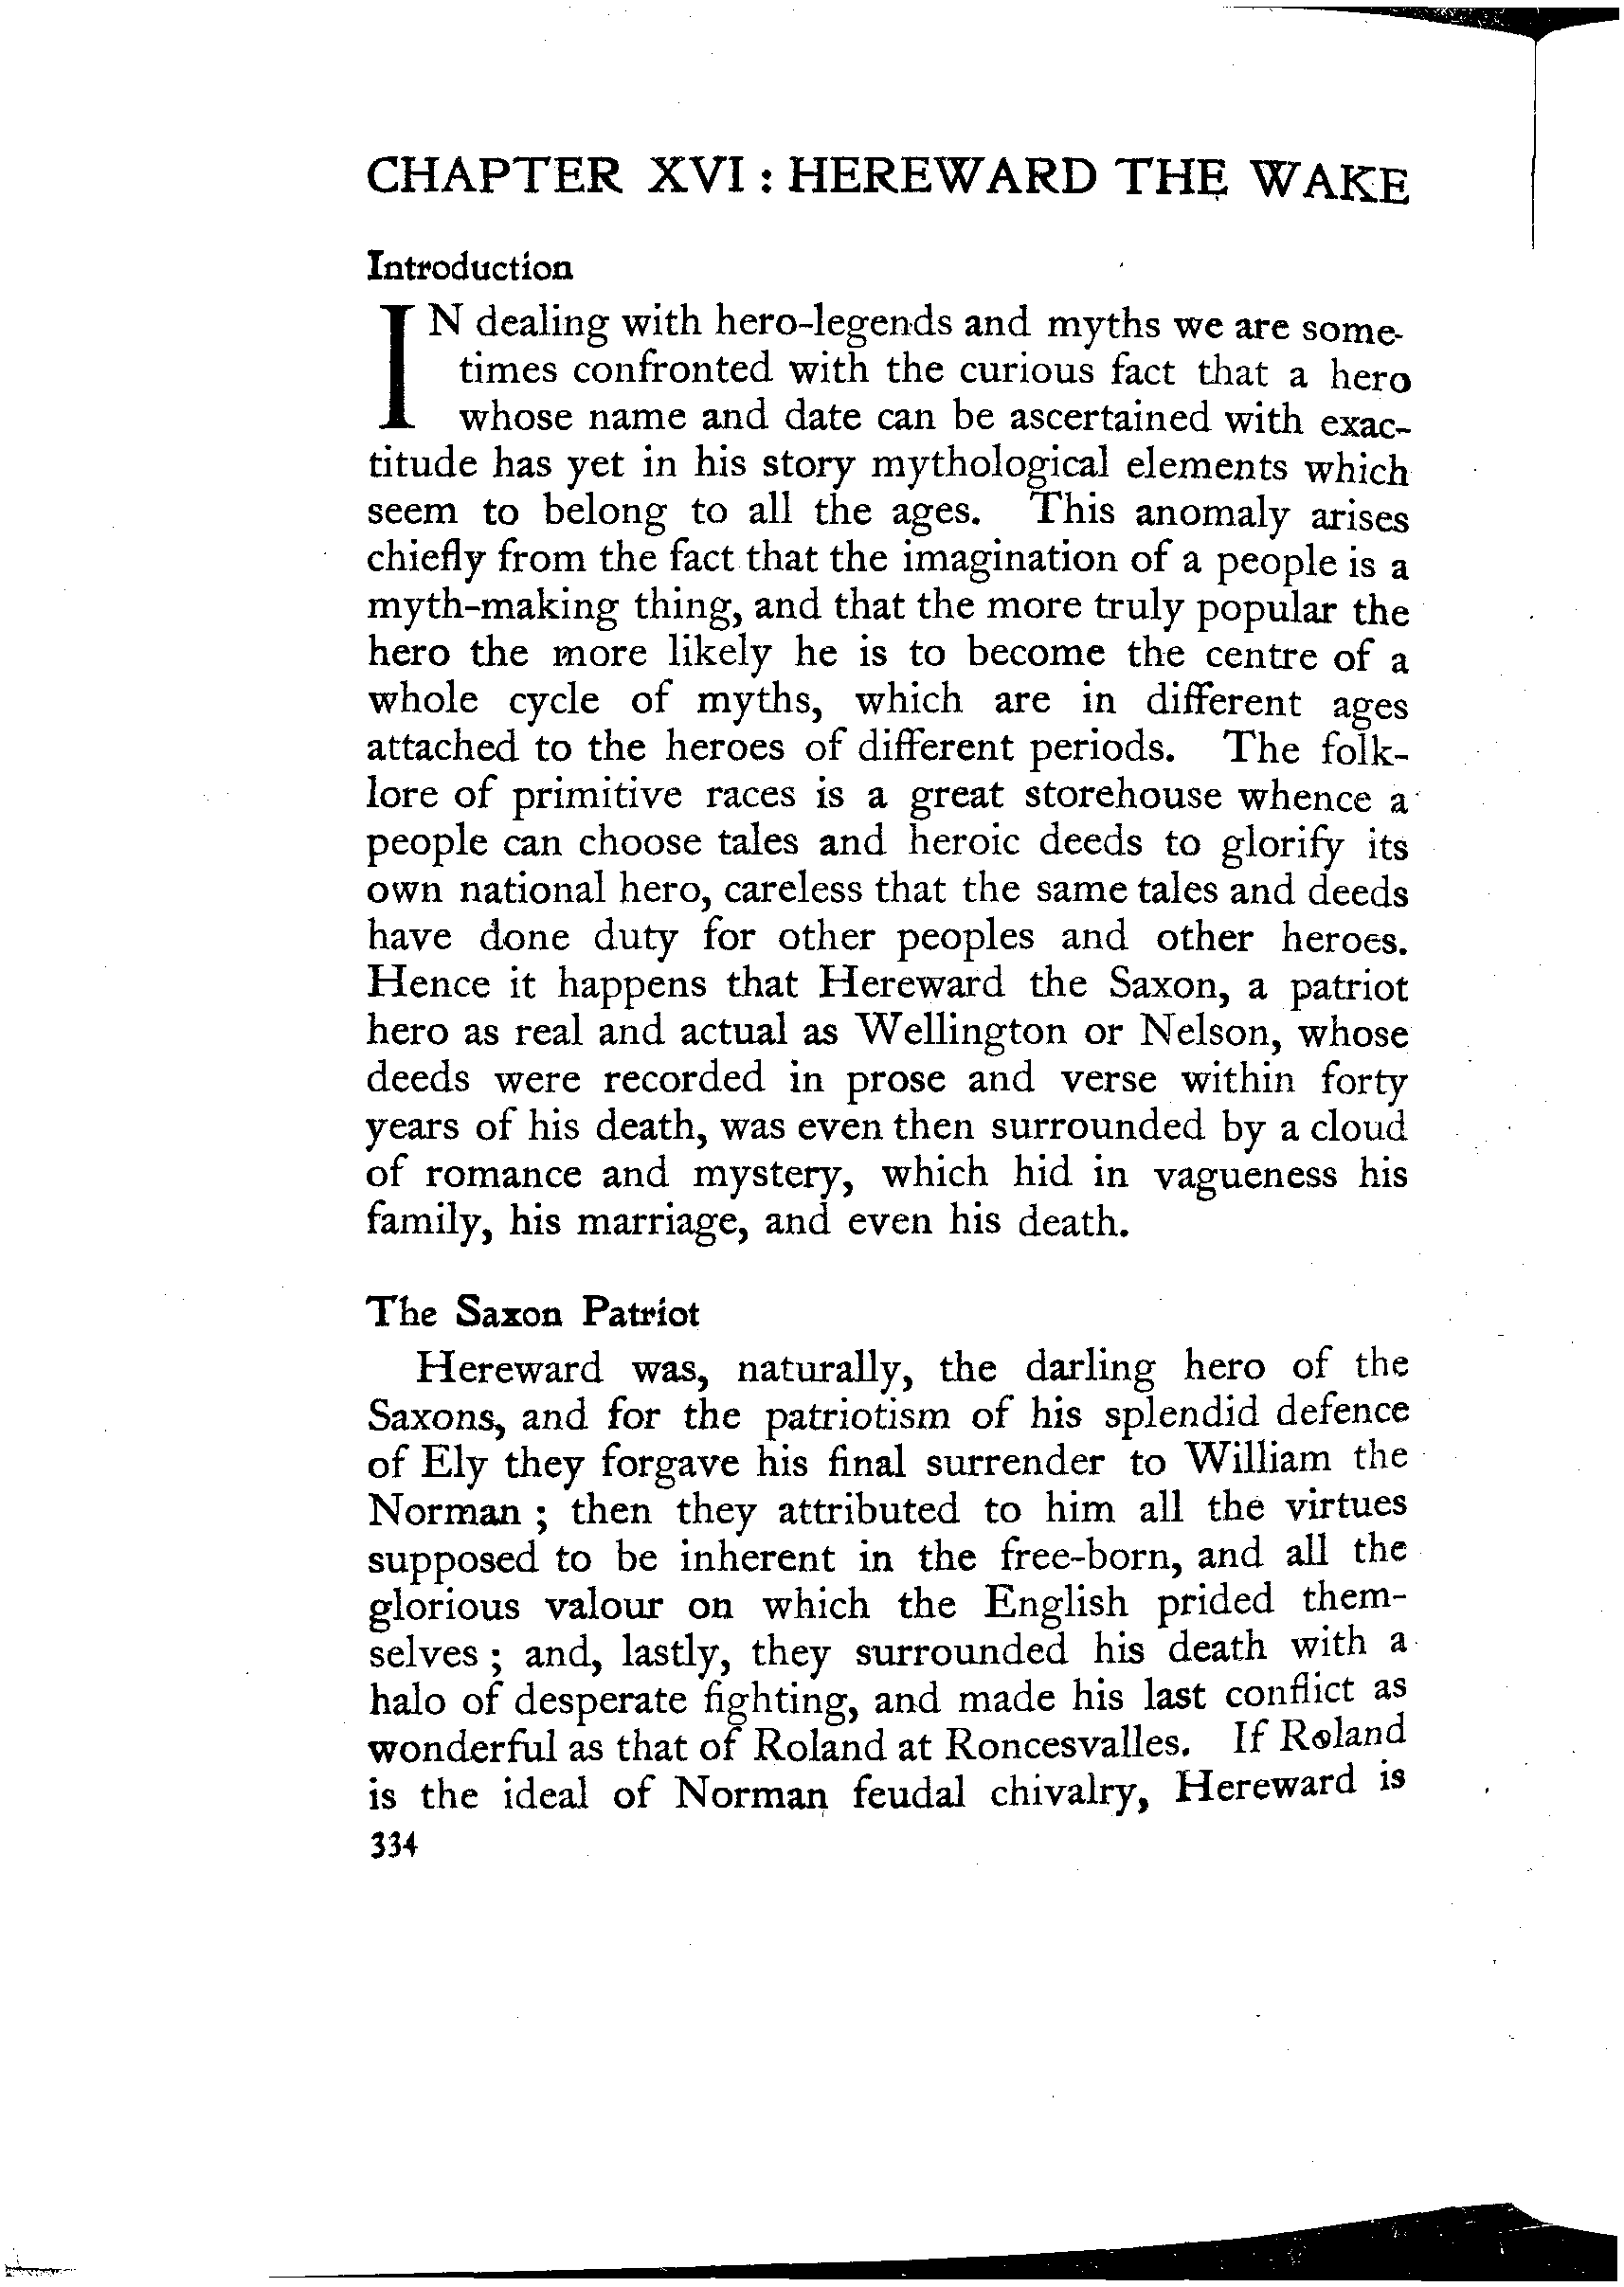 CHAPTER XVI : HEREWARD THE WAKE
Introduction
IN dealing with hero-legends and myths we are some-
times confronted with the curious fact that a hero
whose name and date can be ascertained with exac-
titude has yet in his story mythological elements which
seem to belong to all the ages. This anomaly arises
chiefly from the fact that the imagination of a people is a
myth-making thing, and that the more truly popular the
hero the more likely he is to become the centre of a
whole cycle of myths, which are in different ages
attached to the heroes of different periods. The folk-
lore of primitive races is a great storehouse whence a
people can choose tales and heroic deeds to glorify its
own national hero, careless that the same tales and deeds
have done duty for other peoples and other heroes.
Hence it happens that Hereward the Saxon, a patriot
hero as real and actual as Wellington or Nelson, whose
deeds were recorded in prose and verse within forty
years of his death, was even then surrounded by a cloud
of romance and mystery, which hid in vagueness his
family, his marriage, and even his death.
The Saxon Patriot
Hereward was, naturally, the darling hero of the
Saxons, and for the patriotism of his splendid defence
of Ely they forgave his final surrender to William the
Norman ; then they attributed to him all the virtues
supposed to be inherent in the free-born, and all the
glorious valour on which the English prided them-
selves ; and, lastly, they surrounded his death with a
halo of desperate fighting, and made his last conflict as
wonderful as that of Roland at Roncesvalles. If Roland
is the ideal of Norman feudal chivalry, Hereward is
334